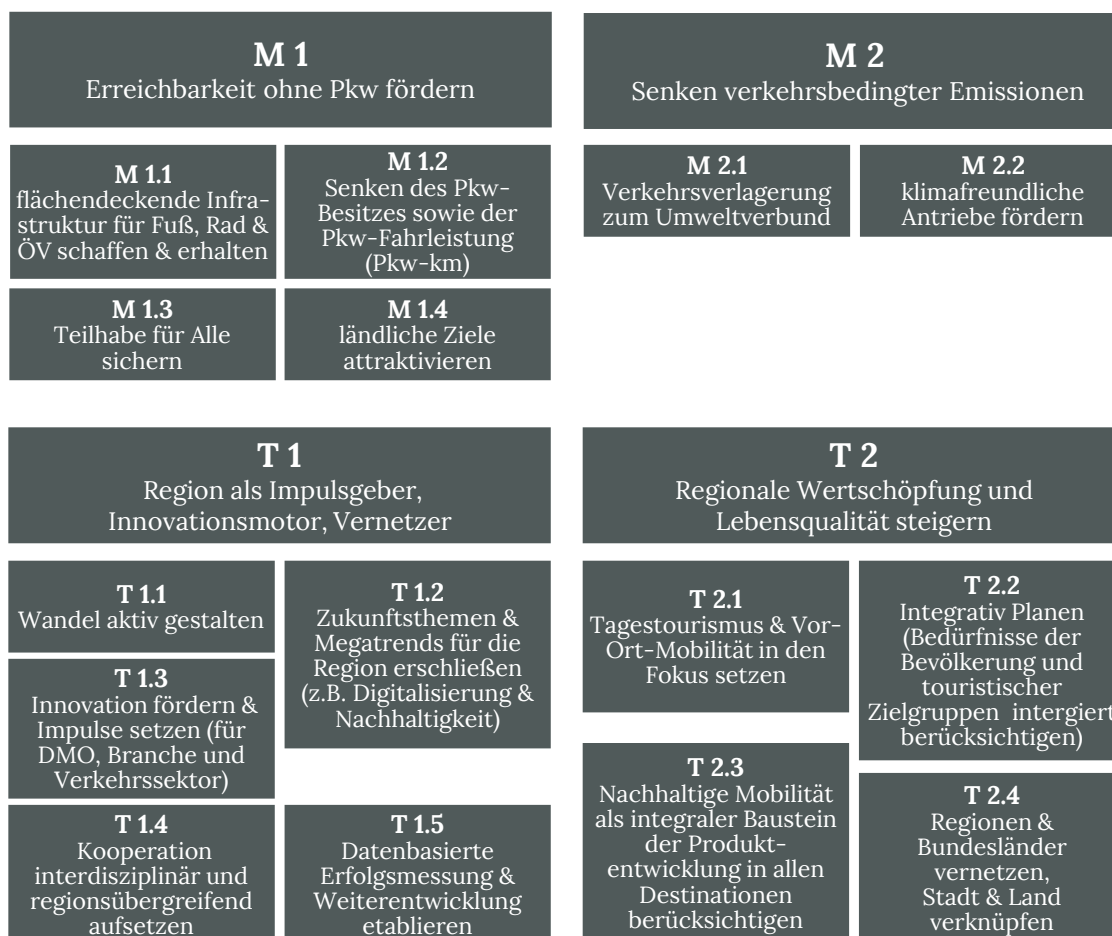 M 1
Erreichbarkeit ohne Pkw fördern
M 2
Senken verkehrsbedingter Emissionen
M 1.1
flächendeckende Infra-
struktur für Fuß, Rad &
ÖV schaffen & erhalten
M 1.2
Senken des Pkw-
Besitzes sowie der
Pkw-Fahrleistung
(Pkw-km)
M 2.1
Verkehrsverlagerung
zum Umweltverbund
M 2.2
klimafreundliche
Antriebe fördern
M 1.3
Teilhabe für Alle
sichern
M 1.4
ländliche Ziele
attraktivieren
T 1
Region als Impulsgeber,
Innovationsmotor, Vernetzer
T 2
Regionale Wertschöpfung und
Lebensqualität steigern
T 1.1
Wandel aktiv gestalten
T 1.2
Zukunftsthemen &
Megatrends für die
Region erschließen
(z.B. Digitalisierung &
Nachhaltigkeit)
T 1.3
Innovation fördern &
Impulse setzen (für
DMO, Branche und
Verkehrssektor)
T 1.4
Kooperation
interdisziplinär und
regionsübergreifend
aufsetzen
T 1.5
Datenbasierte
Erfolgsmessung &
Weiterentwicklung
etablieren
T 2.1
Tagestourismus & Vor-
Ort-Mobilität in den
Fokus setzen
T 2.2
Integrativ Planen
(Bedürfnisse der
Bevölkerung und
touristischer
Zielgruppen intergiert
berücksichtigen)
T 2.3
Nachhaltige Mobilität
als integraler Baustein
der Produkt-
entwicklung in allen
Destinationen
berücksichtigen
T 2.4
Regionen &
Bundesländer
vernetzen,
Stadt & Land
verknüpfen